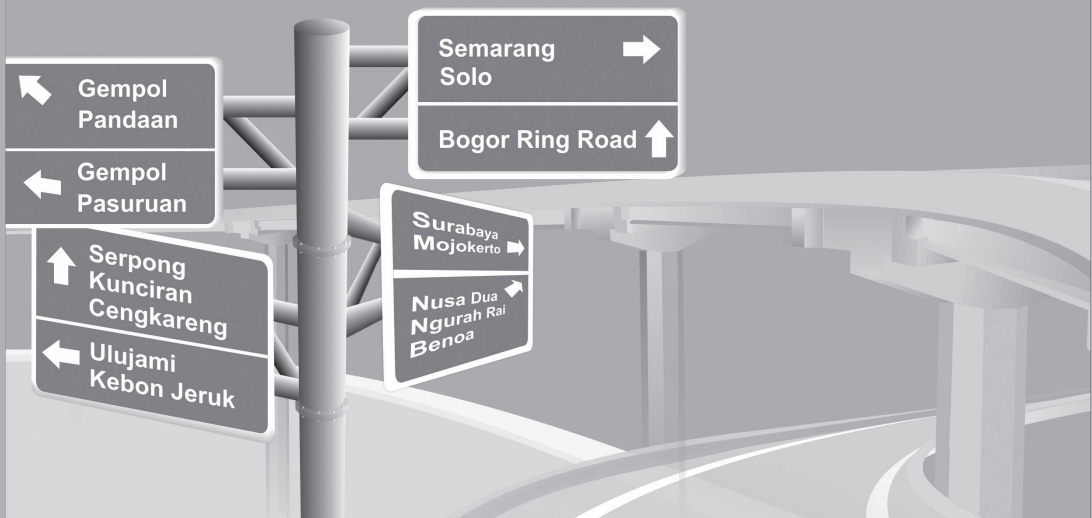 Gempol
Pandaan
Gempol
Pasuruan
Semarang
Solo
Bogor Ring Road
Serpong
Kunciran
Cengkareng
Ulujami
Kebon Jeruk
Surabaya
Mojokerto
Nusa Dua
Ngurah Rai
Benoa